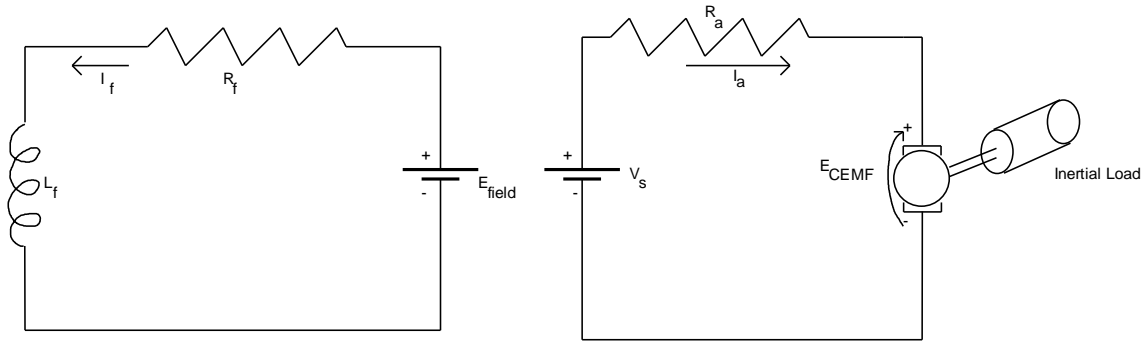 I f
R f
+
-
E field
L f
R a
I a
+
-
V s
+
E CEMF
-
Inertial Load